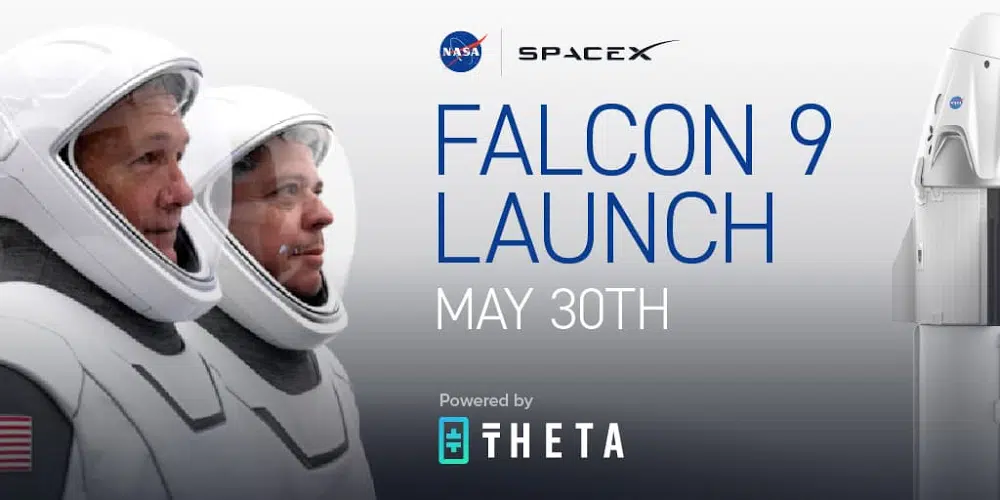 NASA
SPACEX
FALCON 9
LAUNCH
MAY 30TH
Powered by
THETA